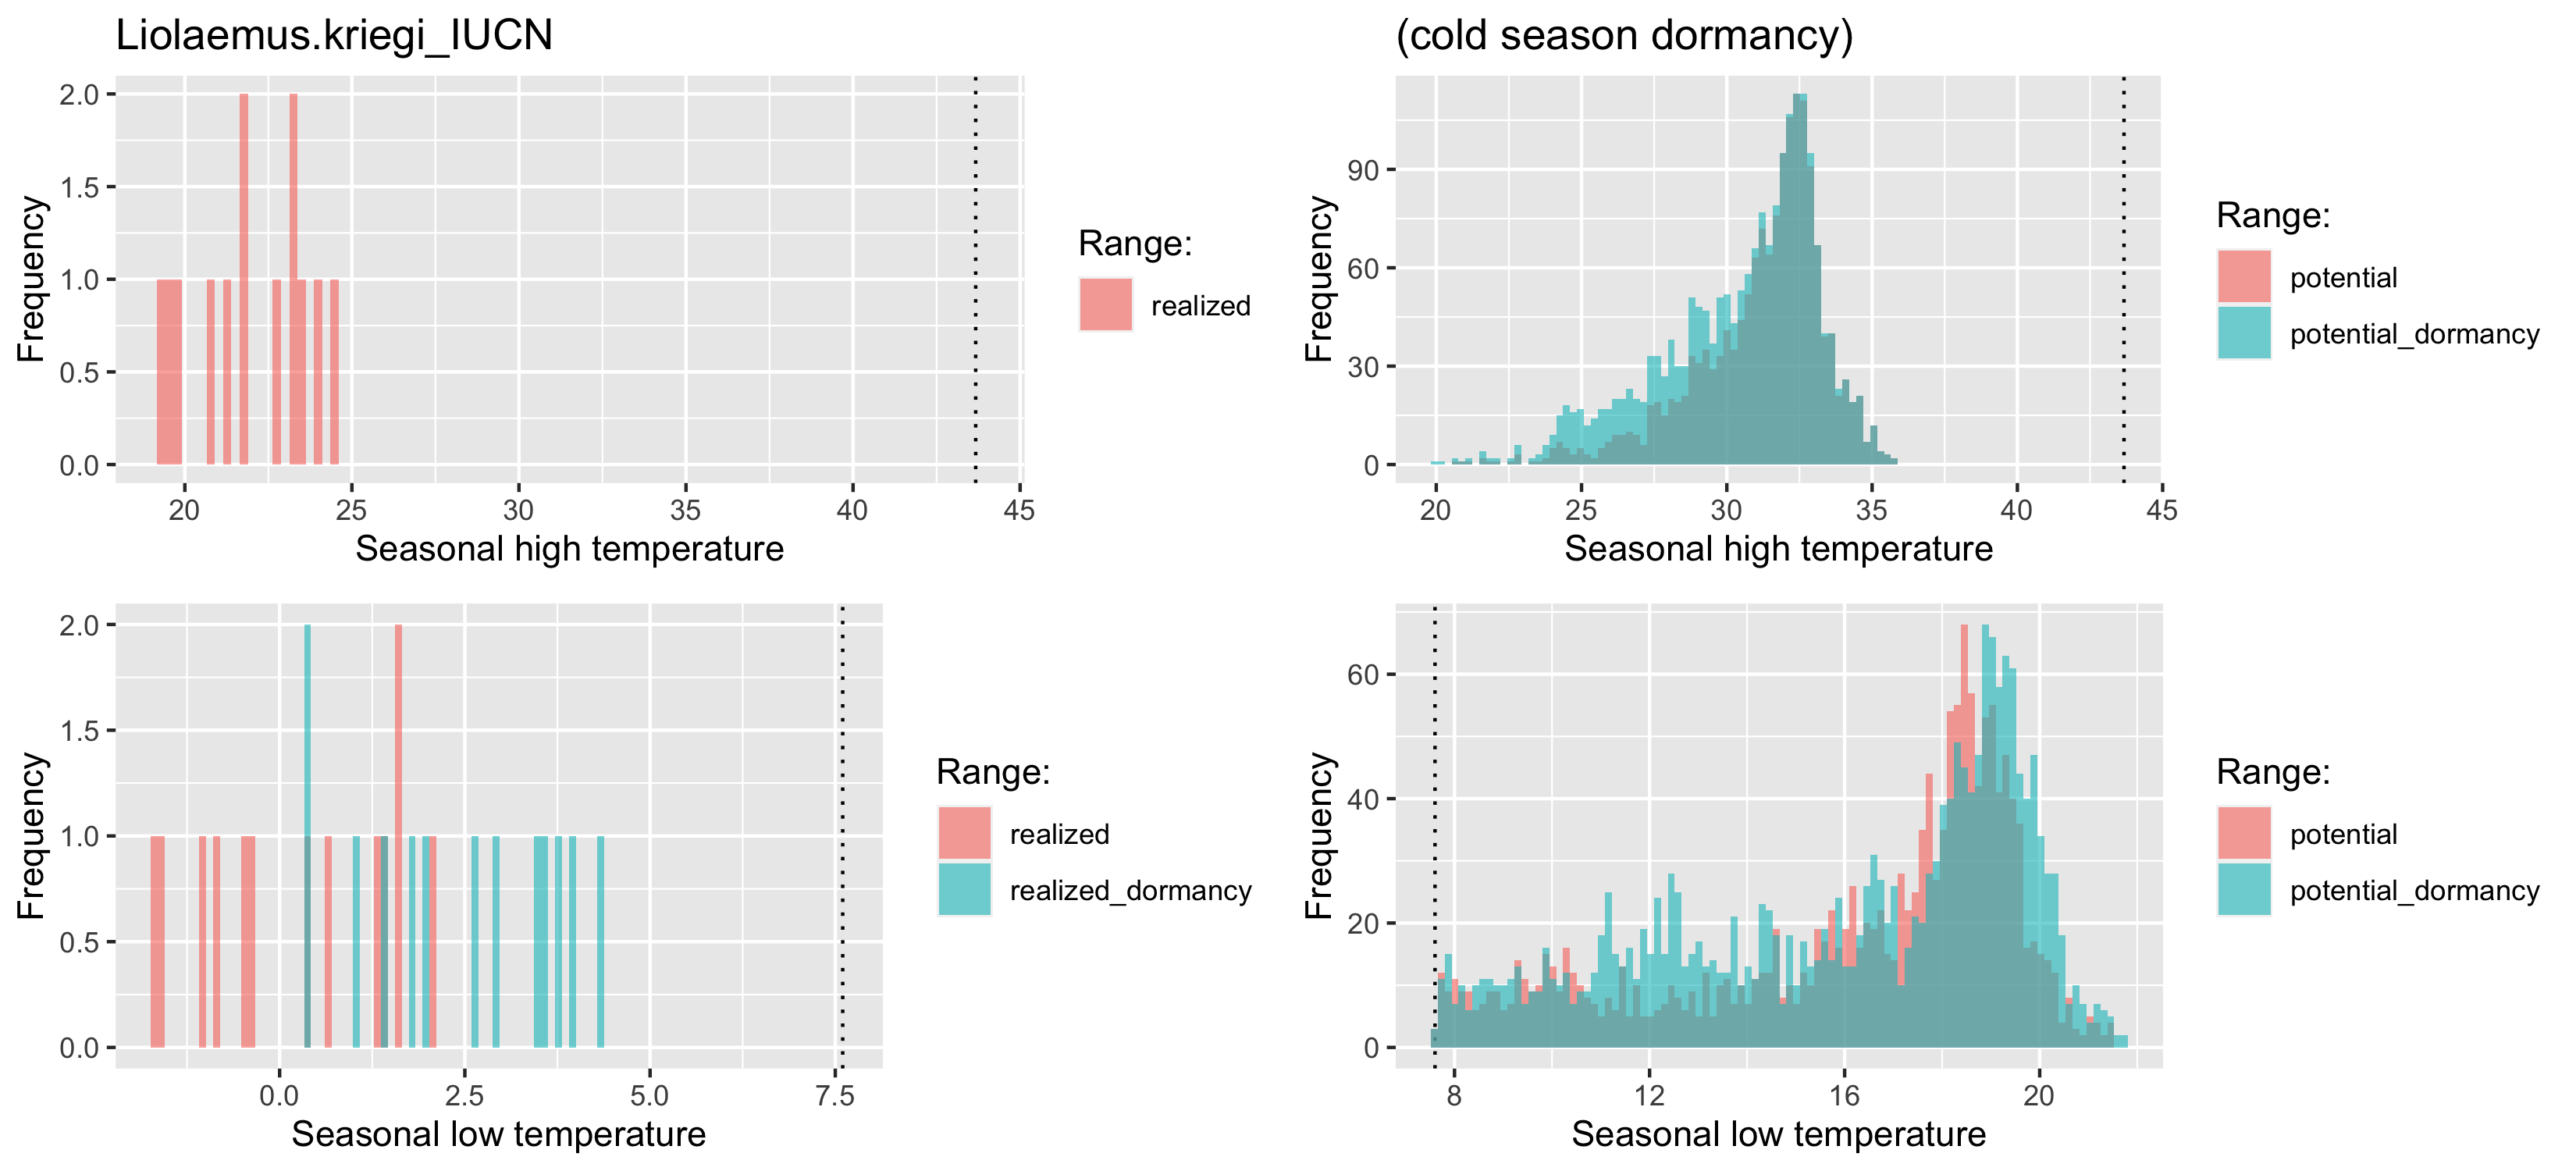 Liolaemus.kriegi_IUCN
2.0
1.5
1.0
0.5
0.0
Frequency
20 25 30 35 40 45
Seasonal high temperature
Range:
realized
(cold season dormancy)
90
60
30
0
Frequency
20 25 30 35 40 45
Seasonal high temperature
Range:
potential
potential_dormancy
2.0
1.5
1.0
0.5
0.0
Frequency
0.0 2.5 5.0 7.5
Seasonal low temperature
Range:
realized
realized_dormancy
60
40
20
0
Frequency
8 12 16 20
Seasonal low temperature
Range:
potential
potential_dormancy